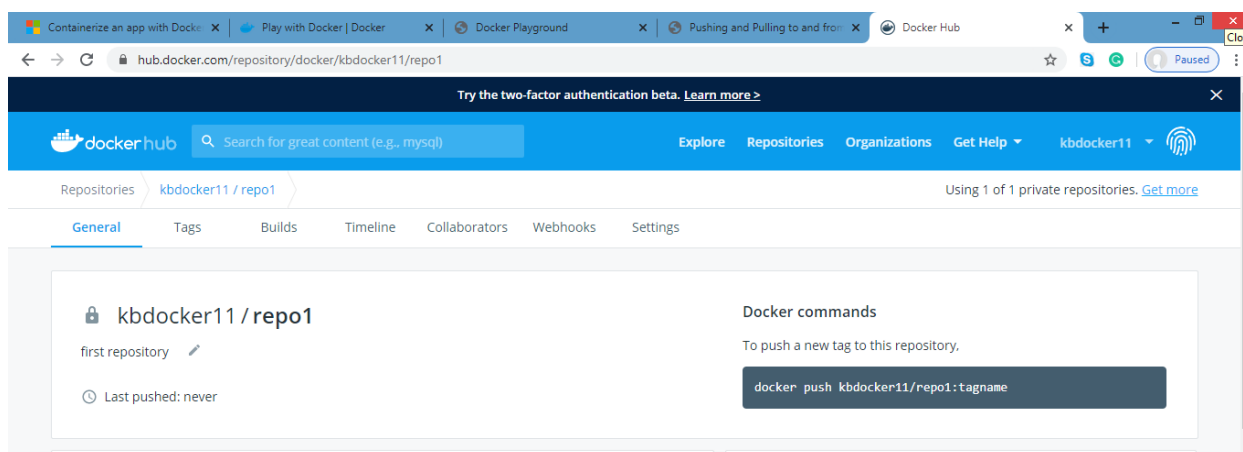 Containerize an app with Docke
Play with Docker | Docker
Docker Playground
Pushing and Pulling to and from
Docker Hub
Clo
hub.docker.com/repository/docker/kbdocker11/repo1
Paused
Try the two-factor authentication beta. Learn more >
dockerhub
Search for great content (e.g., mysql)
Explore
Repositories
Organizations
Get Help
kbdocker11
Repositories
kbdocker11 / repo1
Using 1 of 1 private repositories. Get more
General
Tags
Builds
Timeline
Collaborators
Webhooks
Settings
kbdocker11 / repo1
Docker commands
first repository
To push a new tag to this repository,
docker push kbdocker11/repo1:tagname
Last pushed: never